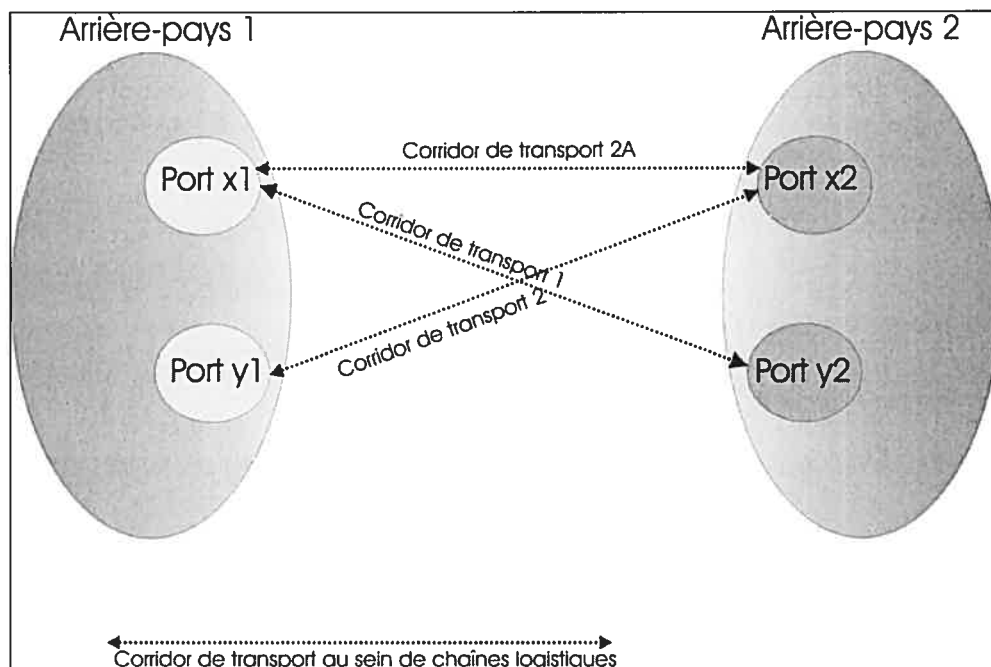 Arrière-pays 1
Arrière-pays 2
Corridor de transport 2A
Port x1
Port x2
Corridor de transport 1
Corridor de transport 2
Port y1
Port y2
Corridor de transport au sein de chaînes logistiques